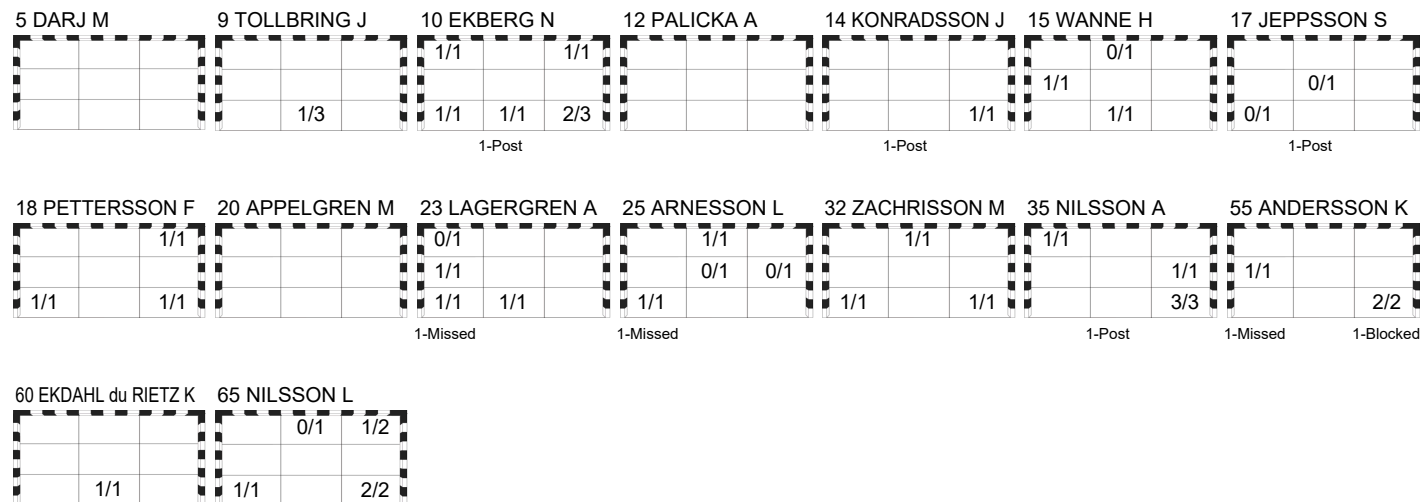 5 DARJ M 9 TOLLBRING J 10 EKBERG N 12 PALICKA A 14 KONRADSSON J 15 WANNE H 17 JEPPSSON S
1/1 1/1 0/1
1/1 0/1
1/3 1/1 1/1 2/3 1/1 1/1 0/1
1-Post 1-Post 1-Post
18 PETTERSSON F 20 APPELGREN M 23 LAGERGREN A 25 ARNESSON L 32 ZACHRISSON M 35 NILSSON A 55 ANDERSSON K
1/1 0/1 1/1 1/1 1/1
1/1 0/1 0/1 1/1 1/1
1/1 1/1 1/1 1/1 1/1 1/1 1/1 3/3 2/2
1-Missed 1-Missed 1-Post 1-Missed 1-Blocked
60 EKDAHL du RIETZ K 65 NILSSON L
0/1 1/2
1/1 1/1 2/2